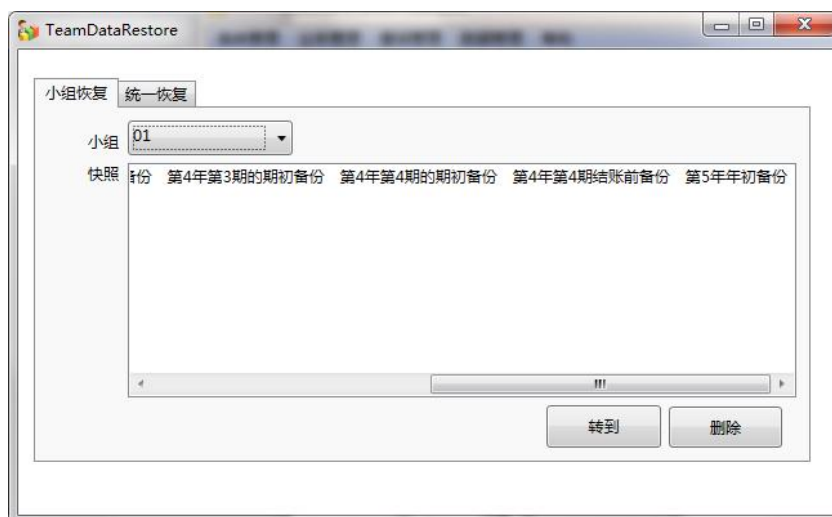 TeamDataRestore
小组恢复 统一恢复
小组 01
快照 备份 第4年第3期的期初备份 第4年第4期的期初备份 第4年第4期结账前备份 第5年年初备份
转到 删除